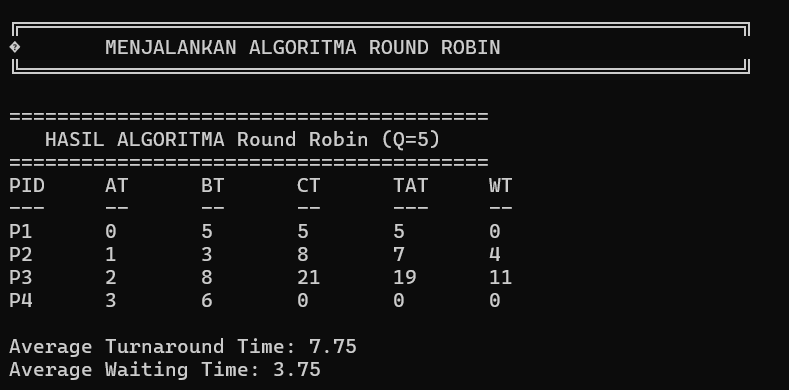 � MENJALANKAN ALGORITMA ROUND ROBIN
========================================
HASIL ALGORITMA Round Robin (Q=5)
========================================
PID AT BT CT TAT WT
--- -- -- -- --- --
P1 0 5 5 5 0
P2 1 3 8 7 4
P3 2 8 21 19 11
P4 3 6 0 0 0
Average Turnaround Time: 7.75
Average Waiting Time: 3.75